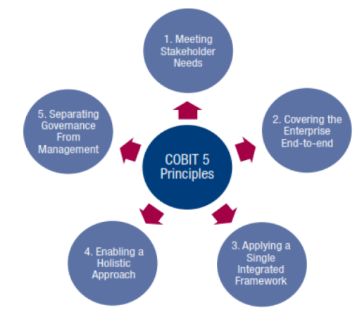 1. Meeting
Stakeholder
Needs
5. Separating
Governance
From
Management
2. Covering the
Enterprise
End-to-end
COBIT 5
Principles
4. Enabling a
Holistic
Approach
3. Applying a
Single
Integrated
Framework